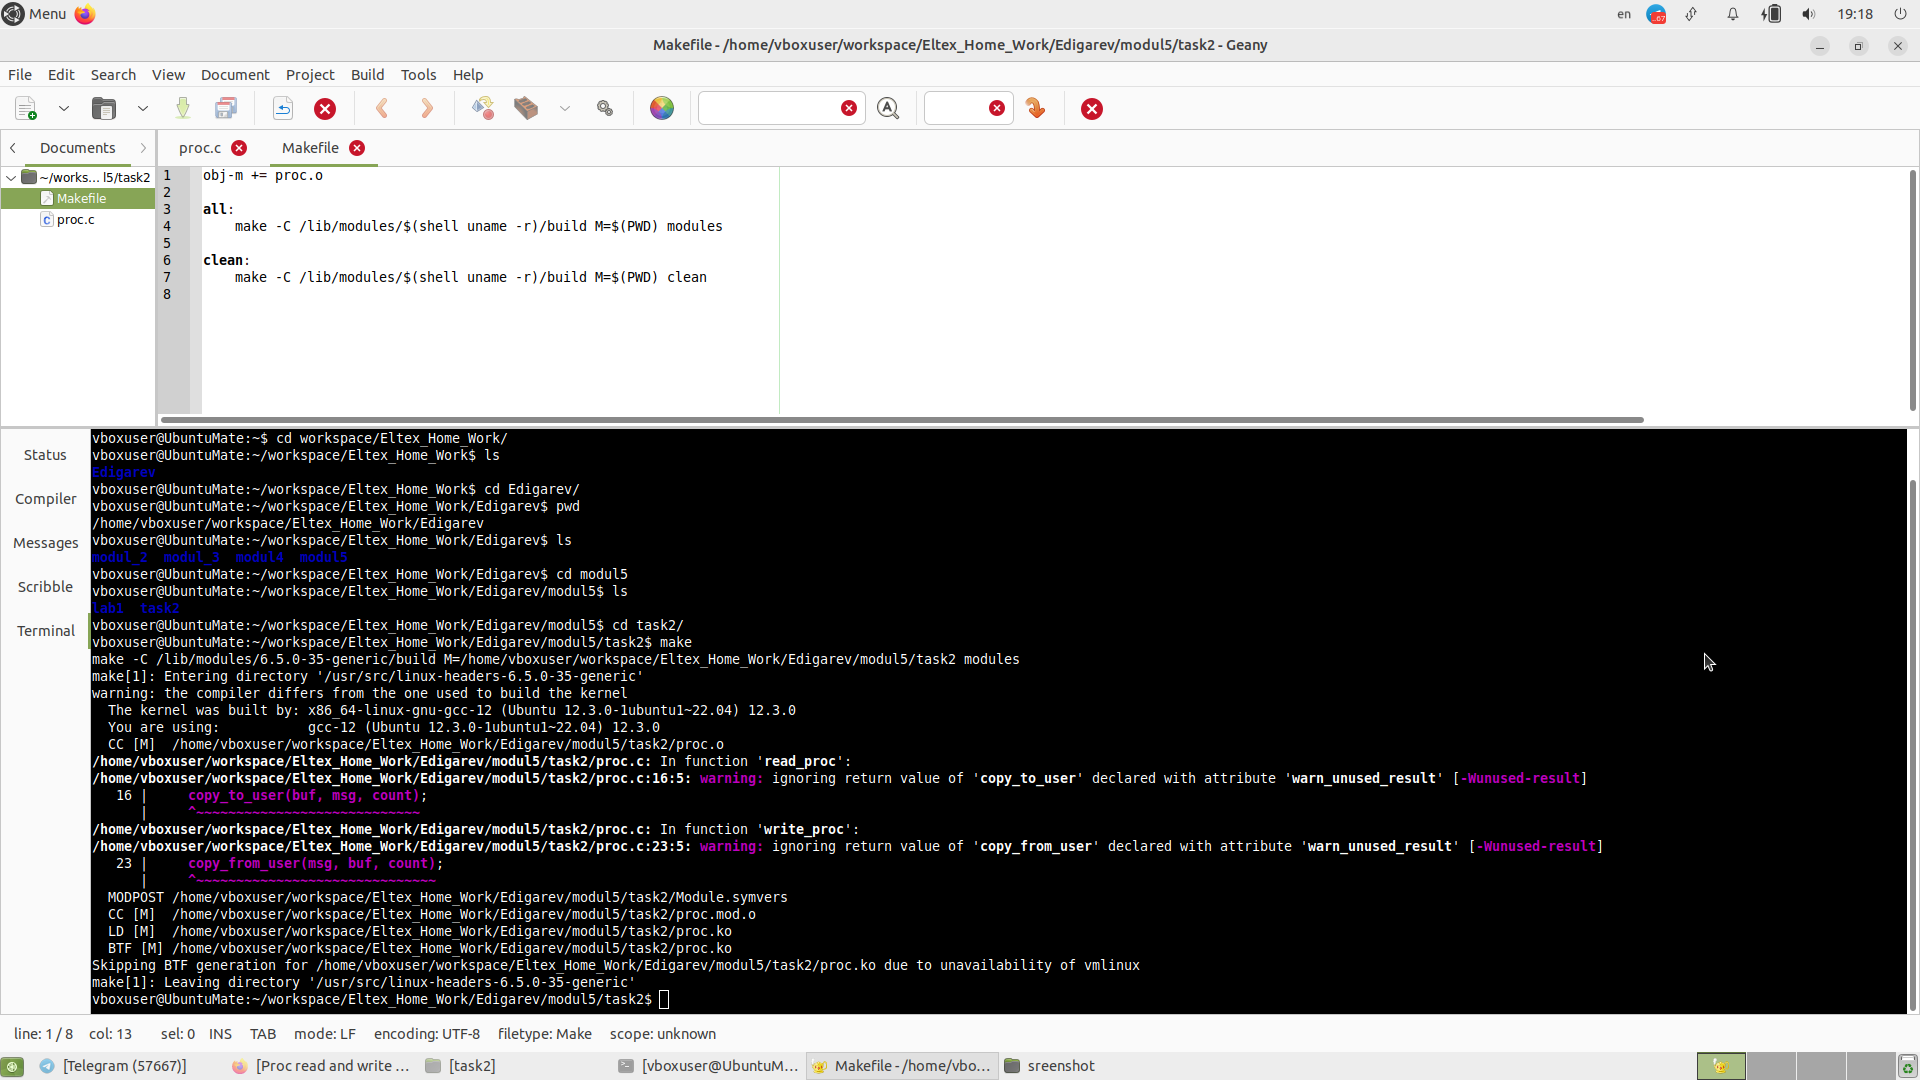 Menu
en
19:18
Makefile - /home/vboxuser/workspace/Eltex_Home_Work/Edigarev/modul5/task2 - Geany
File Edit Search View Document Project Build Tools Help
Documents
proc.c
Makefile
~/works... l5/task2
Makefile
proc.c
1 obj-m += proc.o
2
3 all:
4     make -C /lib/modules/$(shell uname -r)/build M=$(PWD) modules
5
6 clean:
7     make -C /lib/modules/$(shell uname -r)/build M=$(PWD) clean
8
Status
Compiler
Messages
Scribble
Terminal
vboxuser@UbuntuMate:~$ cd workspace/Eltex_Home_Work/
vboxuser@UbuntuMate:~/workspace/Eltex_Home_Work$ ls
Edigarev
vboxuser@UbuntuMate:~/workspace/Eltex_Home_Work$ cd Edigarev/
vboxuser@UbuntuMate:~/workspace/Eltex_Home_Work/Edigarev$ pwd
/home/vboxuser/workspace/Eltex_Home_Work/Edigarev
vboxuser@UbuntuMate:~/workspace/Eltex_Home_Work/Edigarev$ ls
modul_2  modul_3  modul4  modul5
vboxuser@UbuntuMate:~/workspace/Eltex_Home_Work/Edigarev$ cd modul5
vboxuser@UbuntuMate:~/workspace/Eltex_Home_Work/Edigarev/modul5$ ls
lab1  task2
vboxuser@UbuntuMate:~/workspace/Eltex_Home_Work/Edigarev/modul5$ cd task2/
vboxuser@UbuntuMate:~/workspace/Eltex_Home_Work/Edigarev/modul5/task2$ make
make -C /lib/modules/6.5.0-35-generic/build M=/home/vboxuser/workspace/Eltex_Home_Work/Edigarev/modul5/task2 modules
make[1]: Entering directory '/usr/src/linux-headers-6.5.0-35-generic'
warning: the compiler differs from the one used to build the kernel
  The kernel was built by: x86_64-linux-gnu-gcc-12 (Ubuntu 12.3.0-1ubuntu1~22.04) 12.3.0
  You are using:           gcc-12 (Ubuntu 12.3.0-1ubuntu1~22.04) 12.3.0
  CC [M]  /home/vboxuser/workspace/Eltex_Home_Work/Edigarev/modul5/task2/proc.o
/home/vboxuser/workspace/Eltex_Home_Work/Edigarev/modul5/task2/proc.c: In function 'read_proc':
/home/vboxuser/workspace/Eltex_Home_Work/Edigarev/modul5/task2/proc.c:16:5: warning: ignoring return value of 'copy_to_user' declared with attribute 'warn_unused_result' [-Wunused-result]
   16 |     copy_to_user(buf, msg, count);
      |     ^~~~~~~~~~~~~~~~~~~~~~~~~~~~~
/home/vboxuser/workspace/Eltex_Home_Work/Edigarev/modul5/task2/proc.c: In function 'write_proc':
/home/vboxuser/workspace/Eltex_Home_Work/Edigarev/modul5/task2/proc.c:23:5: warning: ignoring return value of 'copy_from_user' declared with attribute 'warn_unused_result' [-Wunused-result]
   23 |     copy_from_user(msg, buf, count);
      |     ^~~~~~~~~~~~~~~~~~~~~~~~~~~~~~~
  MODPOST /home/vboxuser/workspace/Eltex_Home_Work/Edigarev/modul5/task2/Module.symvers
  CC [M]  /home/vboxuser/workspace/Eltex_Home_Work/Edigarev/modul5/task2/proc.mod.o
  LD [M]  /home/vboxuser/workspace/Eltex_Home_Work/Edigarev/modul5/task2/proc.ko
  BTF [M] /home/vboxuser/workspace/Eltex_Home_Work/Edigarev/modul5/task2/proc.ko
Skipping BTF generation for /home/vboxuser/workspace/Eltex_Home_Work/Edigarev/modul5/task2/proc.ko due to unavailability of vmlinux
make[1]: Leaving directory '/usr/src/linux-headers-6.5.0-35-generic'
vboxuser@UbuntuMate:~/workspace/Eltex_Home_Work/Edigarev/modul5/task2$
line: 1 / 8 col: 13 sel: 0 INS TAB mode: LF encoding: UTF-8 filetype: Make scope: unknown
[Telegram (57667)]
[Proc read and write ...
[task2]
[vboxuser@UbuntuM...
Makefile - /home/vbo...
sreenshot